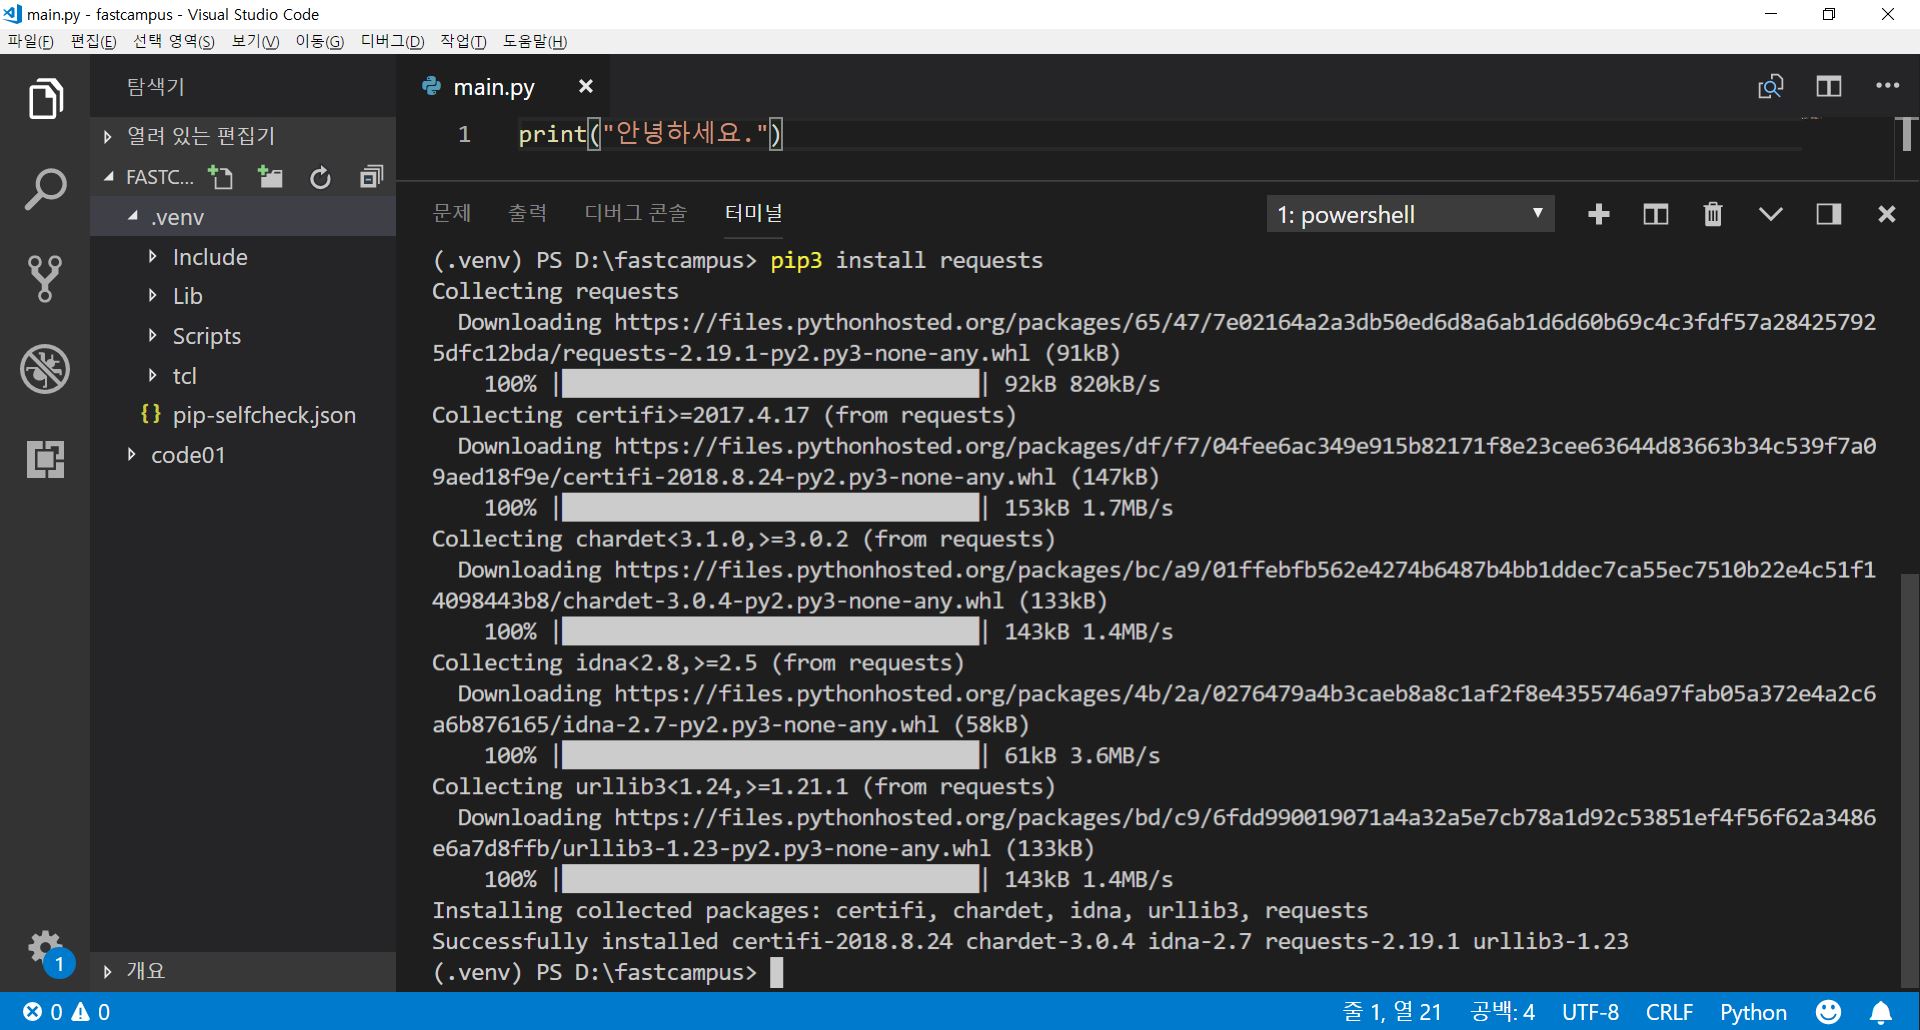 main.py - fastcampus - Visual Studio Code
파일(F) 편집(E) 선택 영역(S) 보기(V) 이동(G) 디버그(D) 작업(T) 도움말(H)
탐색기
열려 있는 편집기
FASTC...
.venv
Include
Lib
Scripts
tcl
{} pip-selfcheck.json
code01
개요
main.py
1 print("안녕하세요.")
문제 출력 디버그 콘솔 터미널
1: powershell
(.venv) PS D:\fastcampus> pip3 install requests
Collecting requests
Downloading https://files.pythonhosted.org/packages/65/47/7e02164a2a3db50ed6d8a6ab1d6d60b69c4c3fdf57a28425792
5dfc12bda/requests-2.19.1-py2.py3-none-any.whl (91kB)
100% || 92kB 820kB/s
Collecting certifi>=2017.4.17 (from requests)
Downloading https://files.pythonhosted.org/packages/df/f7/04fee6ac349e915b82171f8e23cee63644d83663b34c539f7a0
9aed18f9e/certifi-2018.8.24-py2.py3-none-any.whl (147kB)
100% || 153kB 1.7MB/s
Collecting chardet<3.1.0,>=3.0.2 (from requests)
Downloading https://files.pythonhosted.org/packages/bc/a9/01ffebfb562e4274b6487b4bb1ddec7ca55ec7510b22e4c51f1
4098443b8/chardet-3.0.4-py2.py3-none-any.whl (133kB)
100% || 143kB 1.4MB/s
Collecting idna<2.8,>=2.5 (from requests)
Downloading https://files.pythonhosted.org/packages/4b/2a/0276479a4b3caeb8a8c1af2f8e4355746a97fab05a372e4a2c6
a6b876165/idna-2.7-py2.py3-none-any.whl (58kB)
100% || 61kB 3.6MB/s
Collecting urllib3<1.24,>=1.21.1 (from requests)
Downloading https://files.pythonhosted.org/packages/bd/c9/6fdd990019071a4a32a5e7cb78a1d92c53851ef4f56f62a3486
e6a7d8ffb/urllib3-1.23-py2.py3-none-any.whl (133kB)
100% || 143kB 1.4MB/s
Installing collected packages: certifi, chardet, idna, urllib3, requests
Successfully installed certifi-2018.8.24 chardet-3.0.4 idna-2.7 requests-2.19.1 urllib3-1.23
(.venv) PS D:\fastcampus>
1
0 0 줄 1, 열 21 공백: 4 UTF-8 CRLF Python